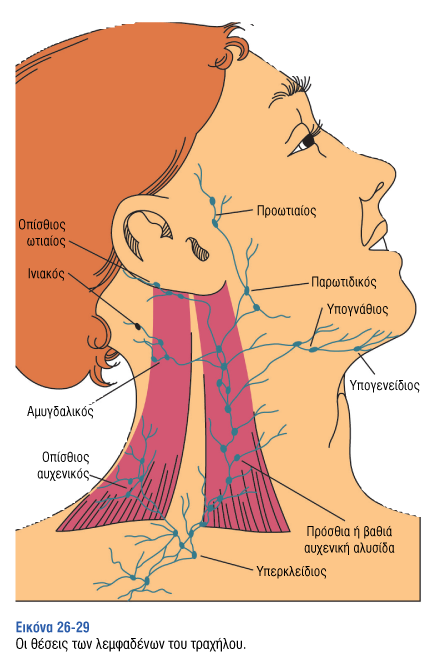 Προωτιαίος
Οπίσθιος
ωτιαίος
Ινιακός
Παρωτιδικός
Υπογνάθιος
Υπογενείδιος
Αμυγδαλικός
Οπίσθιος
αυχενικός
Πρόσθια ή βαθιά
αυχενική αλυσίδα
Υπερκλείδιος
Εικόνα 26-29
Οι θέσεις των λεμφαδένων του τραχήλου.